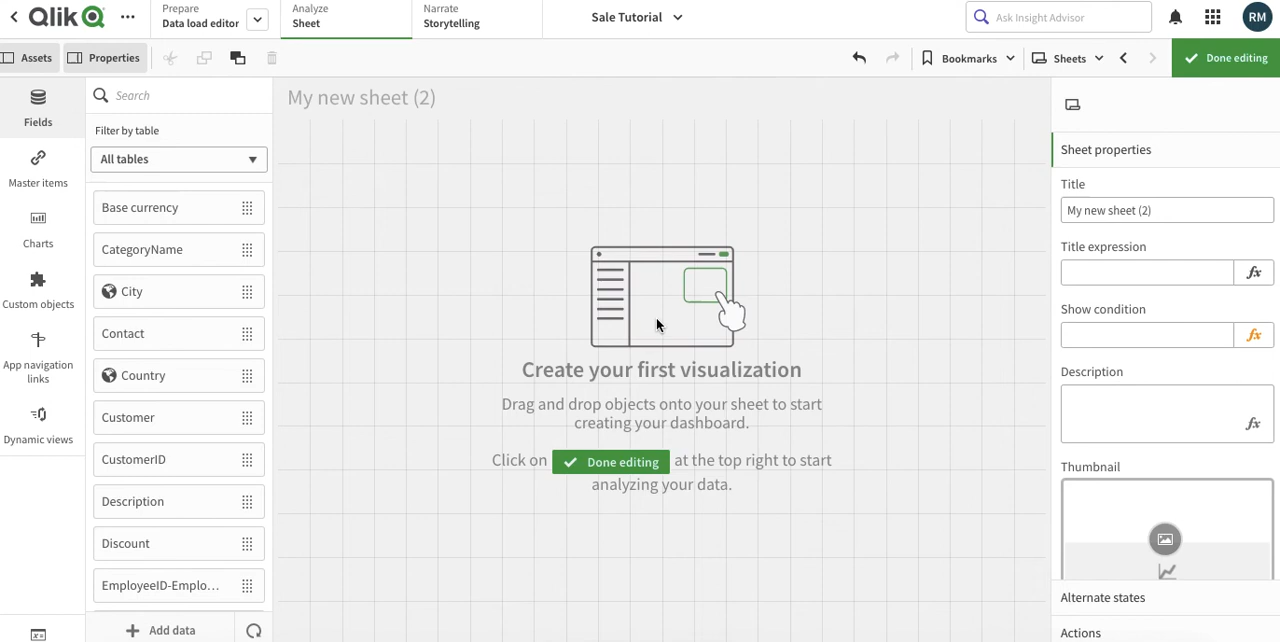 Qlik
Prepare
Data load editor
Analyze
Sheet
Narrate
Storytelling
Sale Tutorial
Ask Insight Advisor
RM
Assets
Properties
Bookmarks
Sheets
Done editing
Fields
Master items
Charts
Custom objects
App navigation
links
Dynamic views
Search
Filter by table
All tables
Base currency
CategoryName
City
Contact
Country
Customer
CustomerID
Description
Discount
EmployeeID-Emplo...
Add data
My new sheet (2)
Create your first visualization
Drag and drop objects onto your sheet to start
creating your dashboard.
Click on Done editing at the top right to start
analyzing your data.
Sheet properties
Title
My new sheet (2)
Title expression
fx
Show condition
fx
Description
fx
Thumbnail
Alternate states
Actions